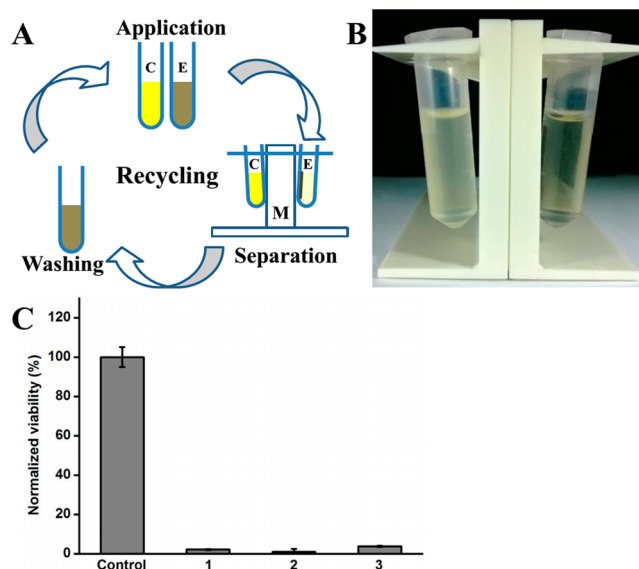 A
Application
C E
Recycling
C E
M
Washing
Separation
B
C
Normalized viability (%)
120
100
80
60
40
20
0
Control 1 2 3